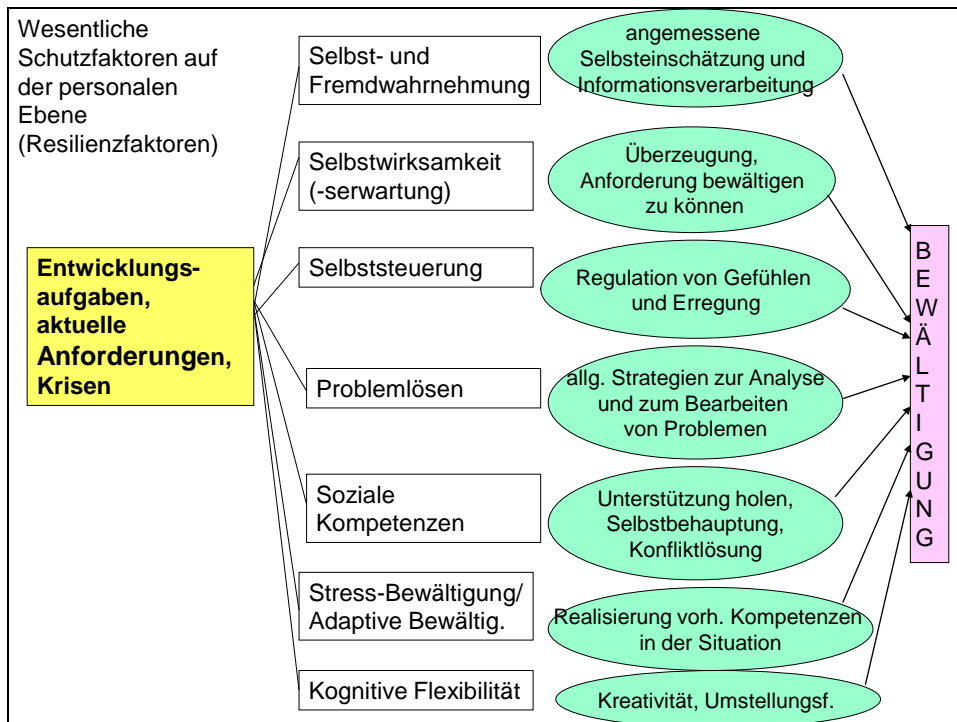 Wesentliche
Schutzfaktoren auf
der personalen
Ebene
(Resilienzfaktoren)
Entwicklungs-
aufgaben,
aktuelle
Anforderungen,
Krisen
Selbst- und
Fremdwahrnehmung
angemessene
Selbsteinschätzung und
Informationsverarbeitung
Selbstwirksamkeit
(-serwartung)
Überzeugung,
Anforderung bewältigen
zu können
Selbststeuerung
Regulation von Gefühlen
und Erregung
Problemlösen
allg. Strategien zur Analyse
und zum Bearbeiten
von Problemen
Soziale
Kompetenzen
Unterstützung holen,
Selbstbehauptung,
Konfliktlösung
Stress-Bewältigung/
Adaptive Bewältig.
Realisierung vorh. Kompetenzen
in der Situation
Kognitive Flexibilität
Kreativität, Umstellungsf.
B
E
W
Ä
L
T
I
G
U
N
G